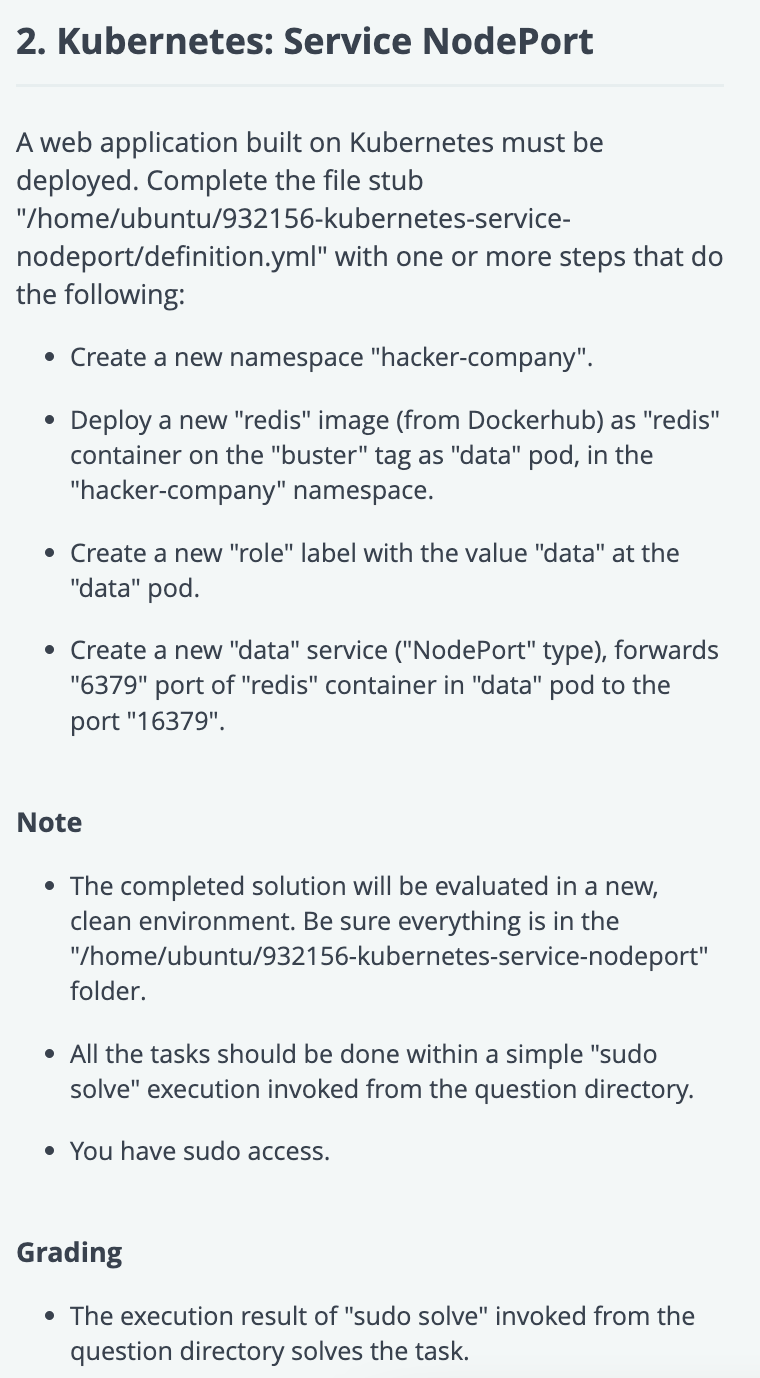 2. Kubernetes: Service NodePort
A web application built on Kubernetes must be
deployed. Complete the file stub
"/home/ubuntu/932156-kubernetes-service-
nodeport/definition.yml" with one or more steps that do
the following:
Create a new namespace "hacker-company".
Deploy a new "redis" image (from Dockerhub) as "redis"
container on the "buster" tag as "data" pod, in the
"hacker-company" namespace.
Create a new "role" label with the value "data" at the
"data" pod.
Create a new "data" service ("NodePort" type), forwards
"6379" port of "redis" container in "data" pod to the
port "16379".
Note
The completed solution will be evaluated in a new,
clean environment. Be sure everything is in the
"/home/ubuntu/932156-kubernetes-service-nodeport"
folder.
All the tasks should be done within a simple "sudo
solve" execution invoked from the question directory.
You have sudo access.
Grading
The execution result of "sudo solve" invoked from the
question directory solves the task.